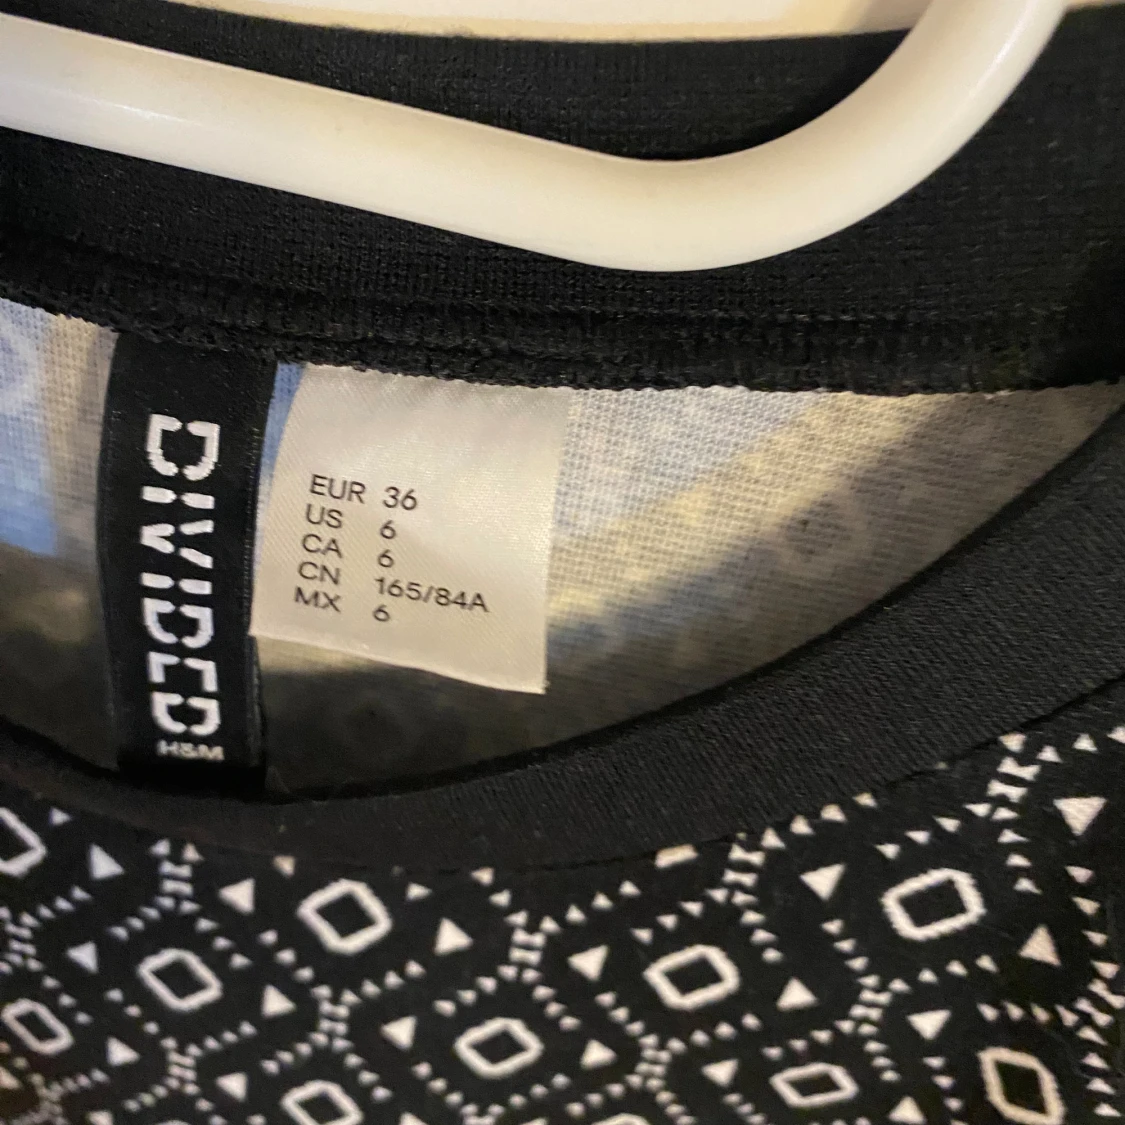 DIVIDED
H&M
EUR 36
US 6
CA 6
CN 165/84A
MX 6